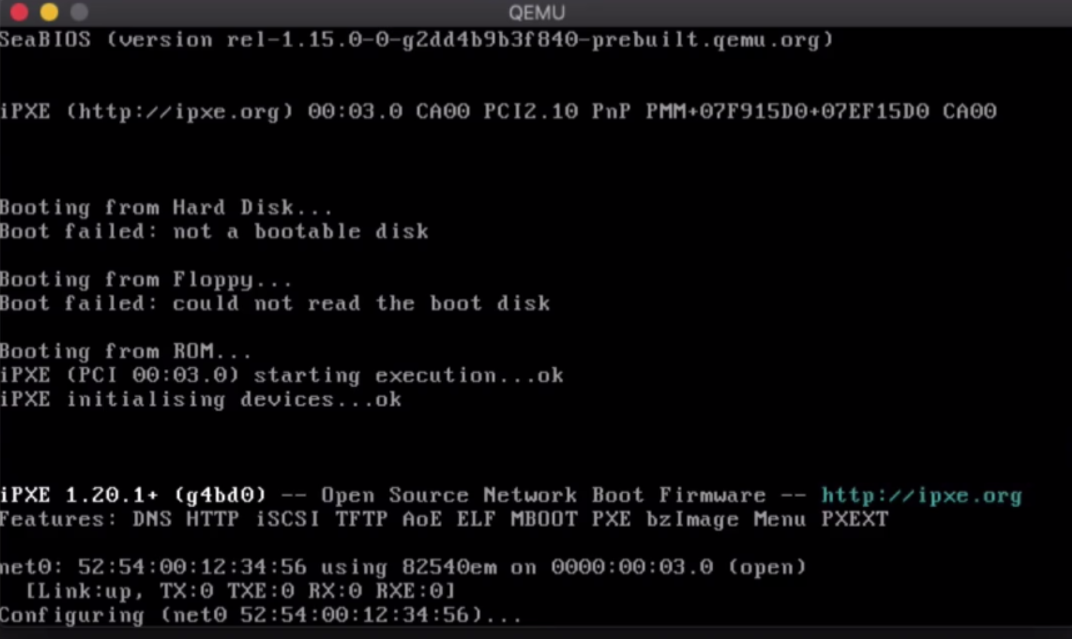 QEMU
SeaBIOS (version rel-1.15.0-0-g2dd4b9b3f840-prebuilt.qemu.org)
iPXE (http://ipxe.org) 00:03.0 CA00 PCI2.10 PnP PMM+07F915D0+07EF15D0 CA00
Booting from Hard Disk...
Boot failed: not a bootable disk
Booting from Floppy...
Boot failed: could not read the boot disk
Booting from ROM...
iPXE (PCI 00:03.0) starting execution...ok
iPXE initialising devices...ok
iPXE 1.20.1+ (g4bd0) -- Open Source Network Boot Firmware -- http://ipxe.org
Features: DNS HTTP iSCSI TFTP AoE ELF MBOOT PXE bzImage Menu PXEXT
net0: 52:54:00:12:34:56 using 82540em on 0000:00:03.0 (open)
[Link:up, TX:0 TXE:0 RX:0 RXE:0]
Configuring (net0 52:54:00:12:34:56)...